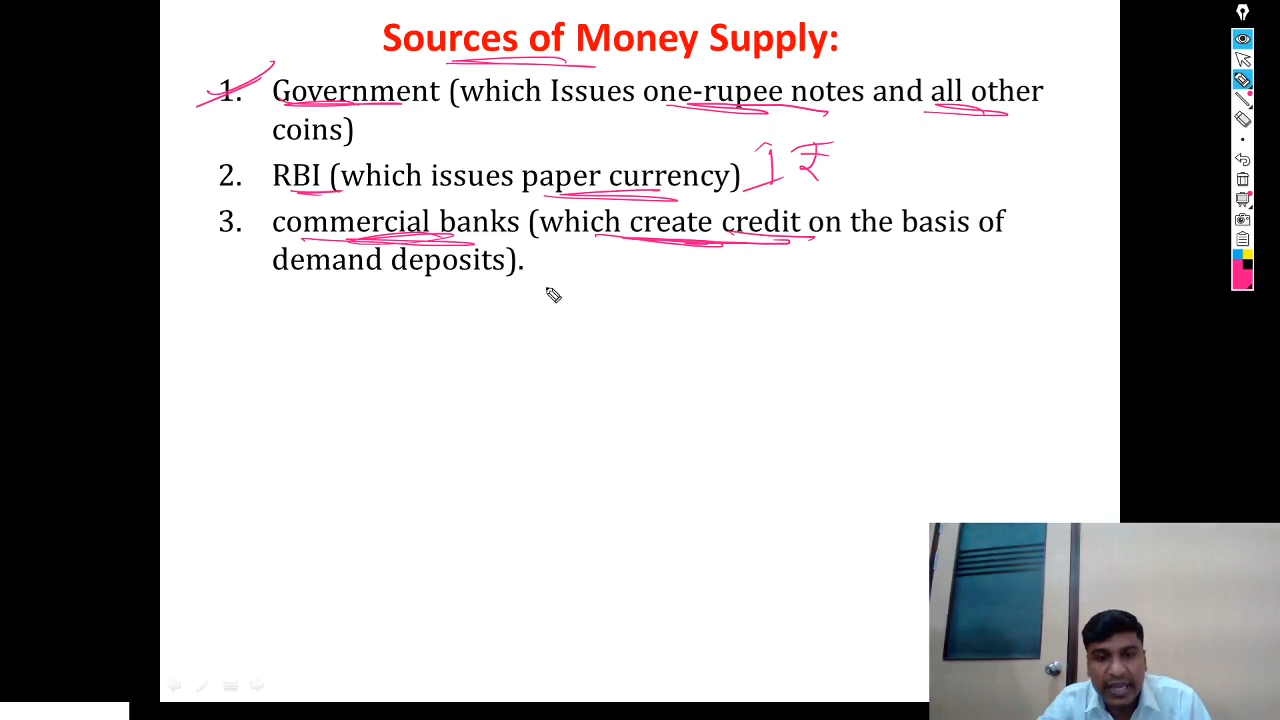 Sources of Money Supply:
1. Government (which Issues one-rupee notes and all other
coins)
2. RBI (which issues paper currency) 1 ₹
3. commercial banks (which create credit on the basis of
demand deposits).